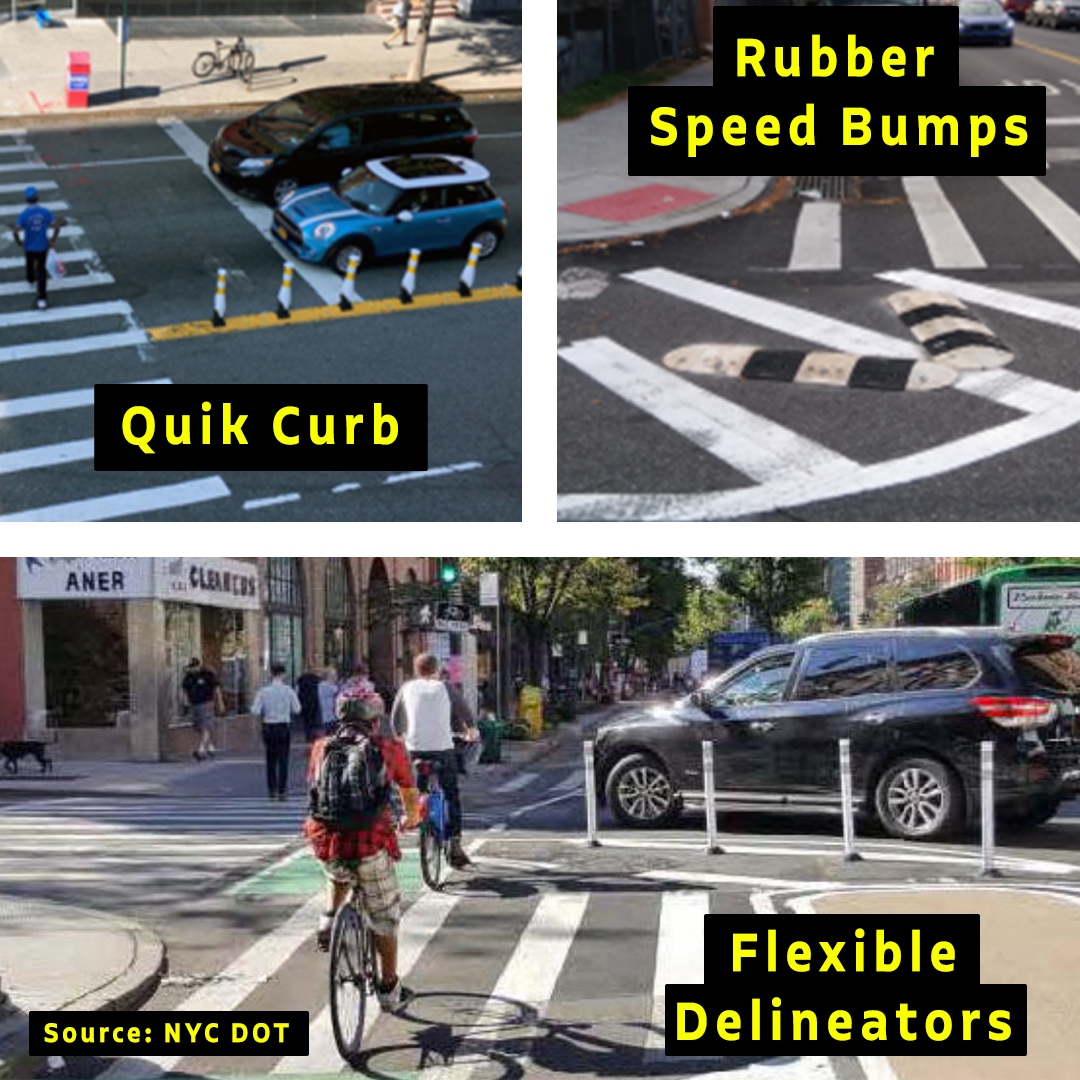 Quik Curb
Rubber
Speed Bumps
ANER
CLEANERS
Flexible
Delineators
Source: NYC DOT